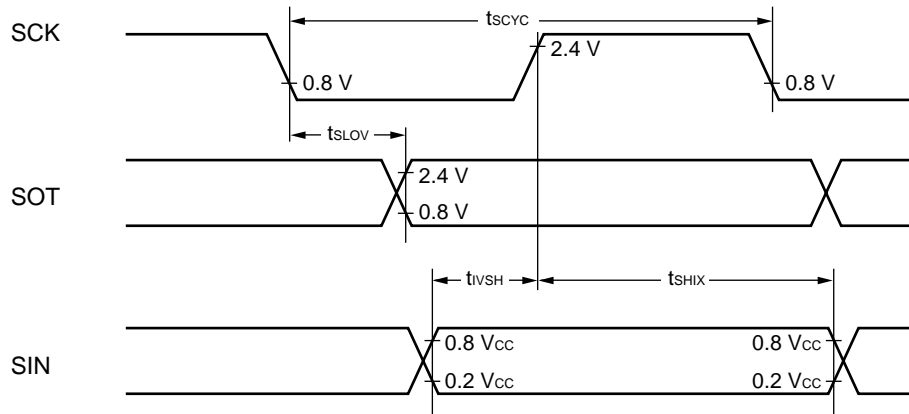 tSCYC
SCK
2.4 V
0.8 V
0.8 V
tSLOV
SOT
2.4 V
0.8 V
tIVSH
tSHIX
SIN
0.8 VCC
0.8 VCC
0.2 VCC
0.2 VCC